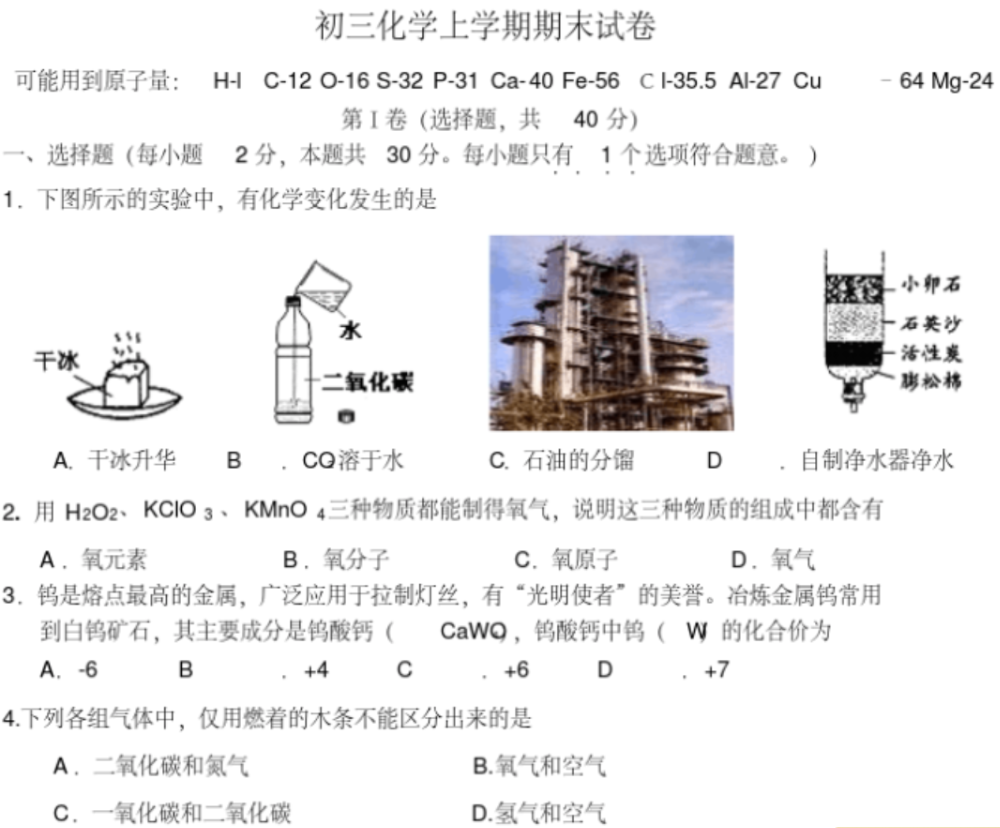 初三化学上学期期末试卷
可能用到原子量： H-l C-12 O-16 S-32 P-31 Ca-40 Fe-56 C l-35.5 Al-27 Cu －64 Mg-24
第 I 卷（选择题，共 40 分）
一、选择题（每小题 2 分，本题共 30 分。每小题只有 1 个选项符合题意。）
1．下图所示的实验中，有化学变化发生的是
干冰
水
二氧化碳
小卵石
石英沙
活性炭
膨松棉
A. 干冰升华 B ．CO2溶于水 C. 石油的分馏 D ．自制净水器净水
2. 用 H2O2、KClO 3 、KMnO 4三种物质都能制得氧气，说明这三种物质的组成中都含有
A．氧元素 B．氧分子 C．氧原子 D．氧气
3．钨是熔点最高的金属，广泛应用于拉制灯丝，有“光明使者”的美誉。冶炼金属钨常用
到白钨矿石，其主要成分是钨酸钙（ CaWO4），钨酸钙中钨（ W）的化合价为
A．-6 B ．+4 C ．+6 D ．+7
4.下列各组气体中，仅用燃着的木条不能区分出来的是
A．二氧化碳和氮气 B.氧气和空气
C．一氧化碳和二氧化碳 D.氢气和空气